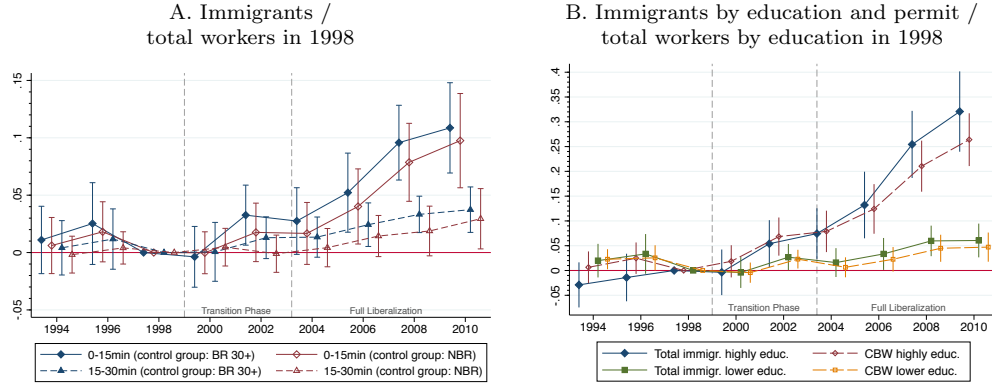 A. Immigrants /
total workers in 1998
.15
.1
.05
0
-.05
Transition Phase
Full Liberalization
1994 1996 1998 2000 2002 2004 2006 2008 2010
0-15min (control group: BR 30+) 0-15min (control group: NBR)
15-30min (control group: BR 30+) 15-30min (control group: NBR)
B. Immigrants by education and permit /
total workers by education in 1998
.4
.35
.3
.25
.2
.15
.1
.05
0
-.05
Transition Phase
Full Liberalization
1994 1996 1998 2000 2002 2004 2006 2008 2010
Total immigr. highly educ. CBW highly educ.
Total immigr. lower educ. CBW lower educ.